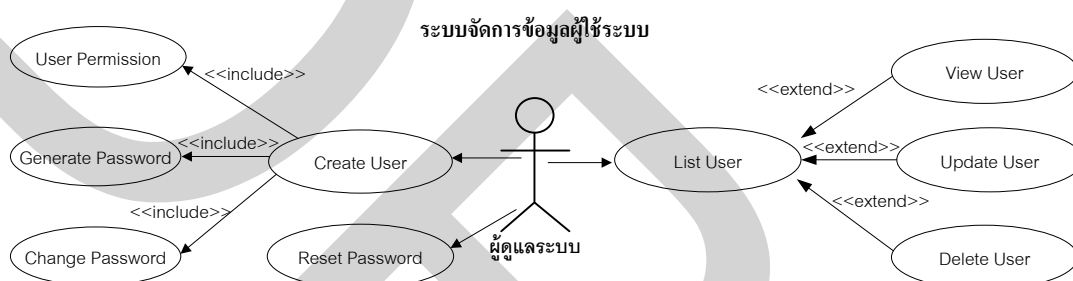 ระบบจัดการข้อมูลผู้ใช้ระบบ
User Permission
<<include>>
View User
<<extend>>
Generate Password
<<include>>
Create User
List User
<<extend>>
Update User
<<include>>
<<extend>>
Change Password
Reset Password
ผู้ดูแลระบบ
Delete User